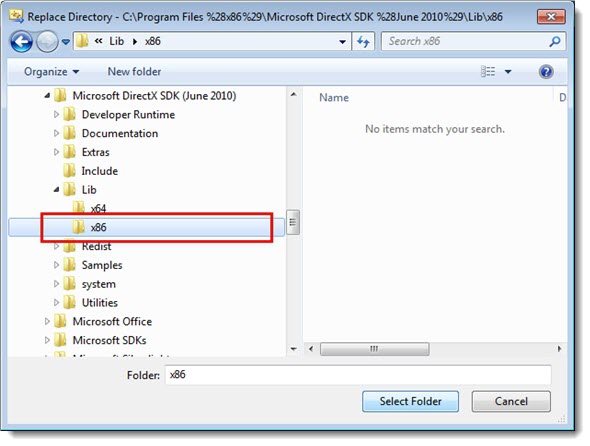 Replace Directory - C:\Program Files %28x86%29\Microsoft DirectX SDK %28June 2010%29\Lib\x86
« Lib x86
Search x86
Organize New folder
Microsoft DirectX SDK (June 2010)
Developer Runtime
Documentation
Extras
Include
Lib
x64
x86
Redist
Samples
system
Utilities
Microsoft Office
Microsoft SDKs
Name D
No items match your search.
Folder: x86
Select Folder Cancel